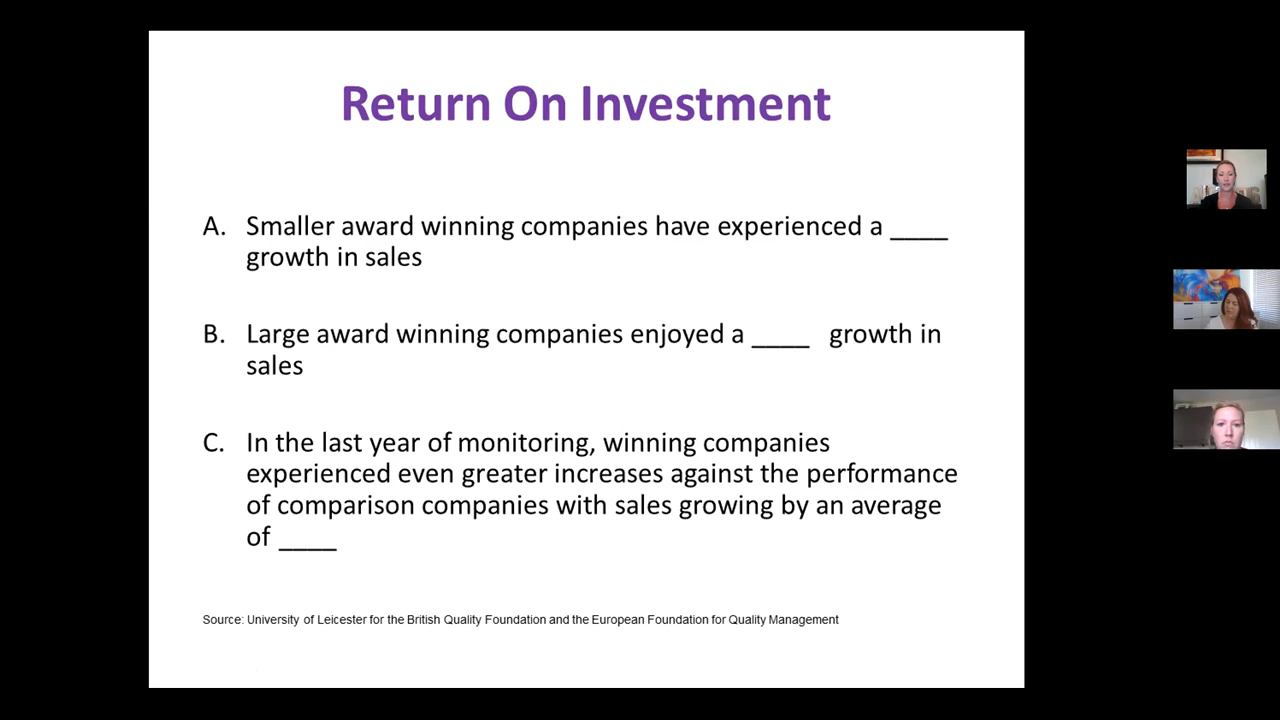 Return On Investment
A. Smaller award winning companies have experienced a ____
growth in sales
B. Large award winning companies enjoyed a ____ growth in
sales
C. In the last year of monitoring, winning companies
experienced even greater increases against the performance
of comparison companies with sales growing by an average
of ____
Source: University of Leicester for the British Quality Foundation and the European Foundation for Quality Management